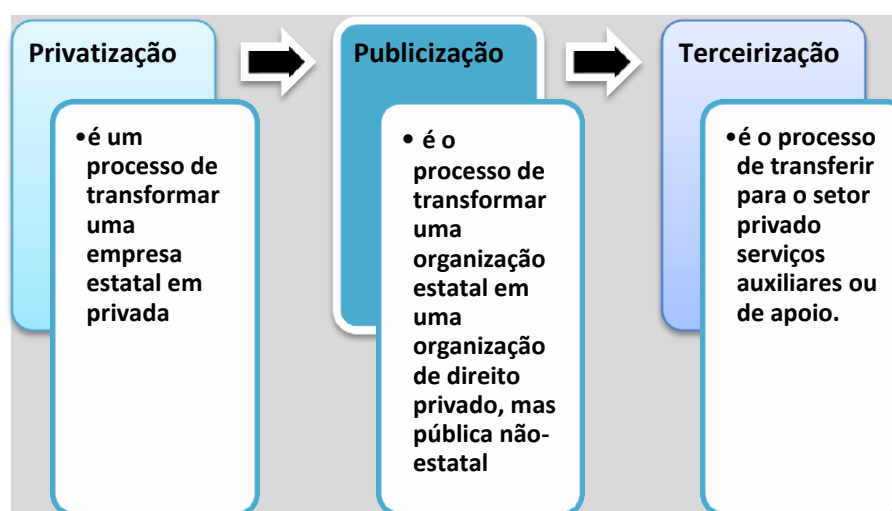 Privatização
•é um
processo de
transformar
uma
empresa
estatal em
privada
Publicização
• é o
processo de
transformar
uma
organização
estatal em
uma
organização
de direito
privado, mas
pública não-
estatal
Terceirização
•é o processo
de transferir
para o setor
privado
serviços
auxiliares ou
de apoio.